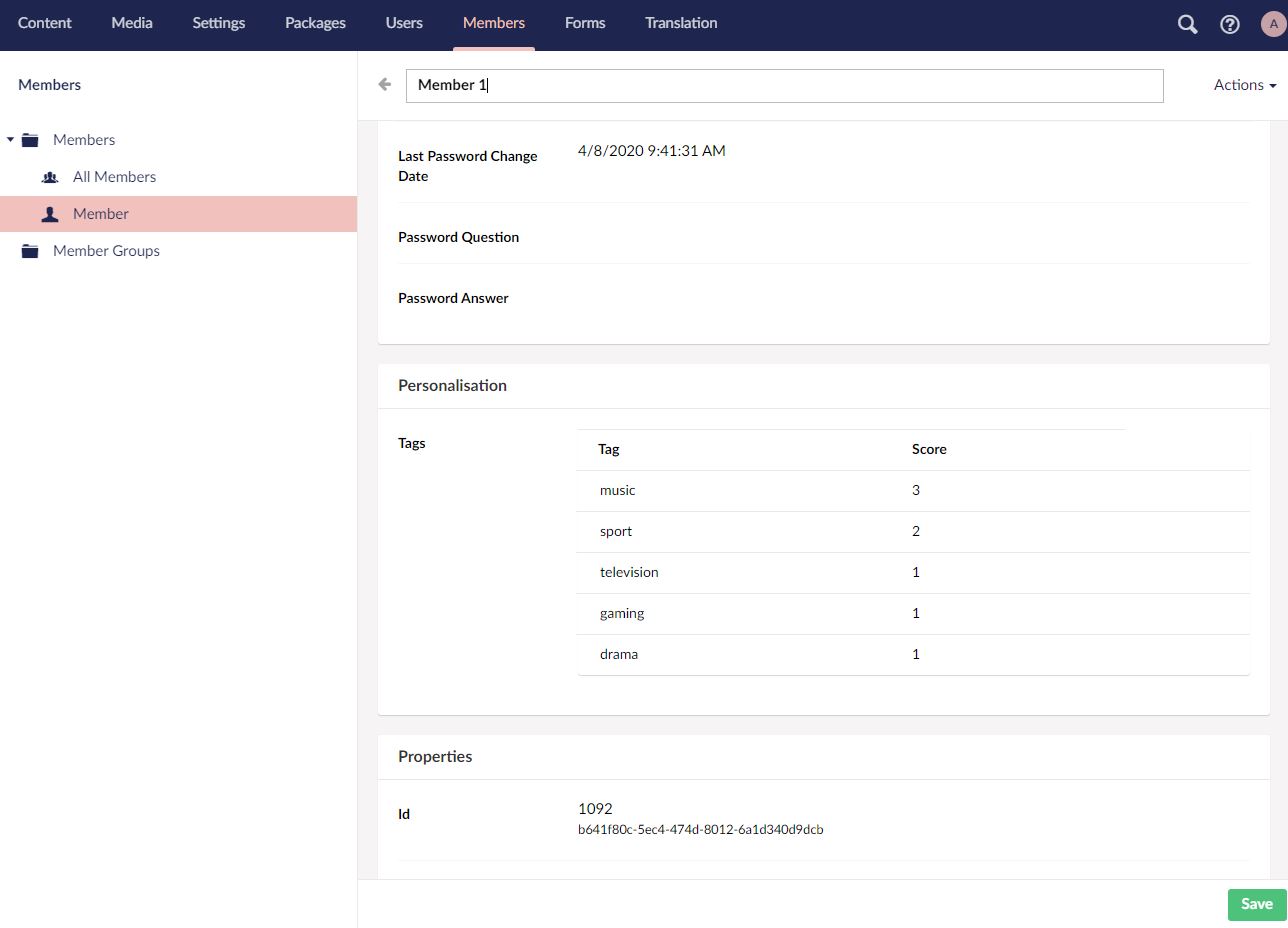 Content Media Settings Packages Users Members Forms Translation A
Members
Member 1
Actions
Members
All Members
Member
Member Groups
Last Password Change
Date
4/8/2020 9:41:31 AM
Password Question
Password Answer
Personalisation
Tags
Tag Score
music 3
sport 2
television 1
gaming 1
drama 1
Properties
Id
1092
b641f80c-5ec4-474d-8012-6a1d340d9dcb
Save